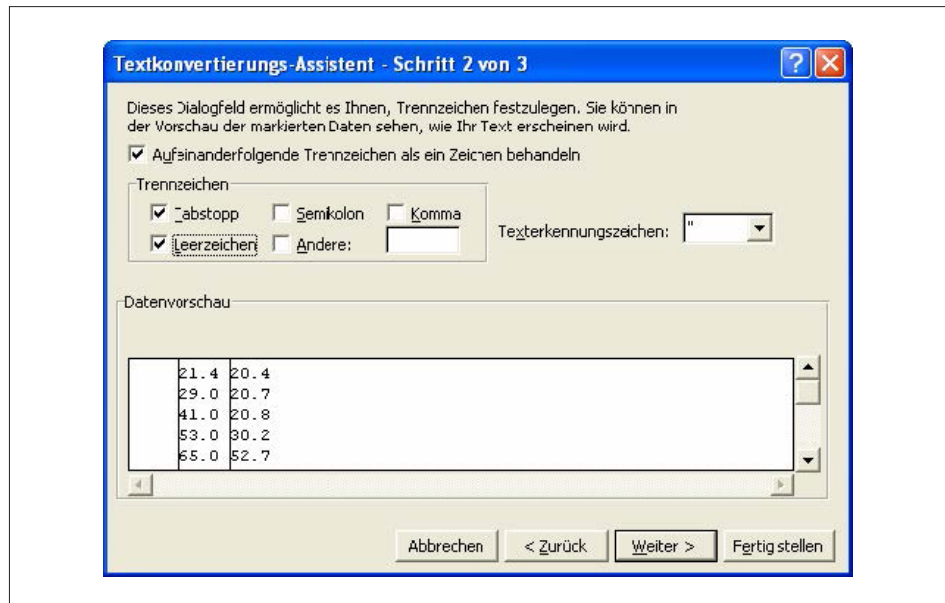 Textkonvertierungs-Assistent - Schritt 2 von 3
Dieses Dialogfeld ermöglicht es Ihnen, Trennzeichen festzulegen. Sie können in
der Vorschau der markierten Daten sehen, wie Ihr Text erscheinen wird.
Aufeinanderfolgende Trennzeichen als ein Zeichen behandeln
Trennzeichen
Tabstopp Semikolon Komma
Leerzeichen Andere:
Texterkennungszeichen: "
Datenvorschau
21.4 20.4
29.0 20.7
41.0 20.8
53.0 30.2
65.0 52.7
Abbrechen < Zurück Weiter > Fertig stellen